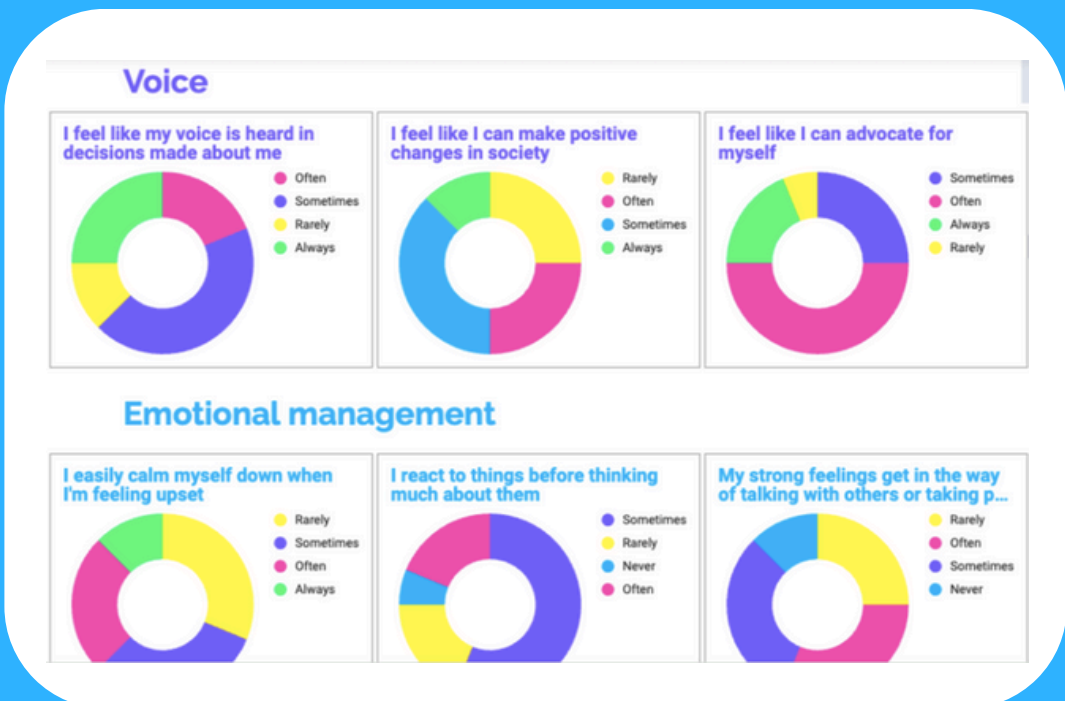 Voice
I feel like my voice is heard in
decisions made about me
Often
Sometimes
Rarely
Always
I feel like I can make positive
changes in society
Rarely
Often
Sometimes
Always
I feel like I can advocate for
myself
Sometimes
Often
Always
Rarely
Emotional management
I easily calm myself down when
I'm feeling upset
Rarely
Sometimes
Often
Always
I react to things before thinking
much about them
Sometimes
Rarely
Never
Often
My strong feelings get in the way
of talking with others or taking p...
Rarely
Often
Sometimes
Never